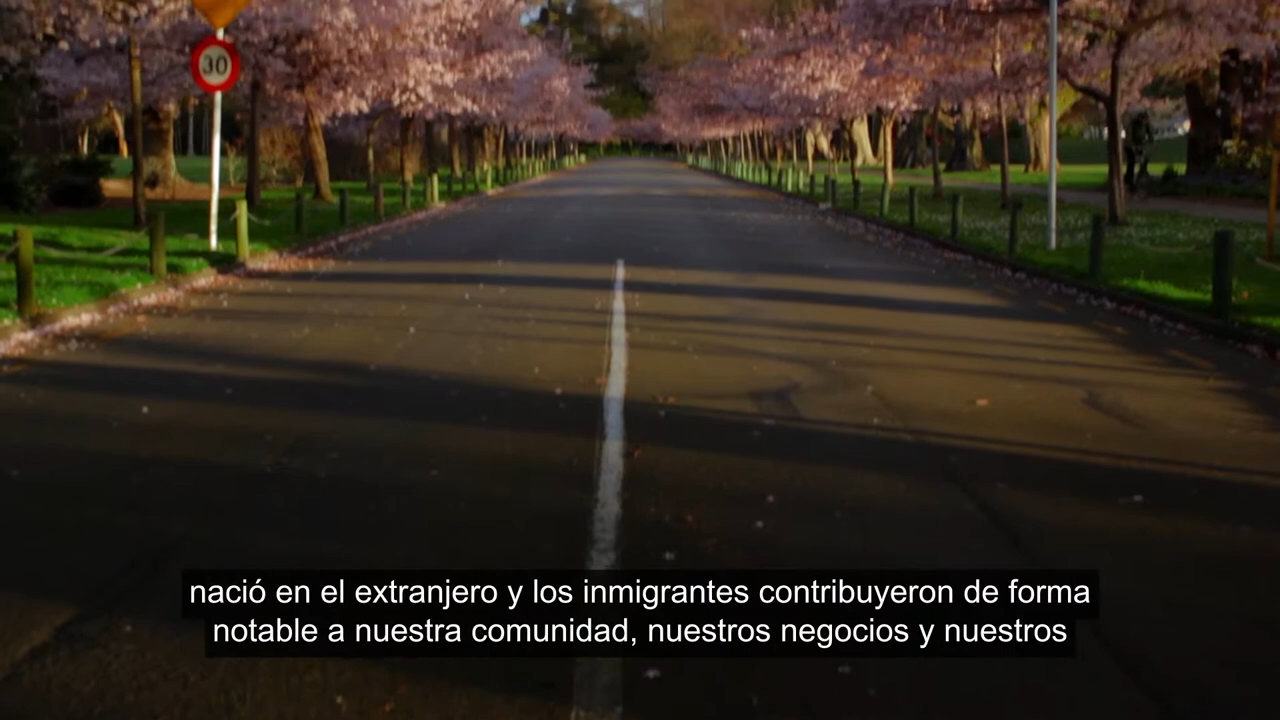 30
nació en el extranjero y los inmigrantes contribuyeron de forma
notable a nuestra comunidad, nuestros negocios y nuestros